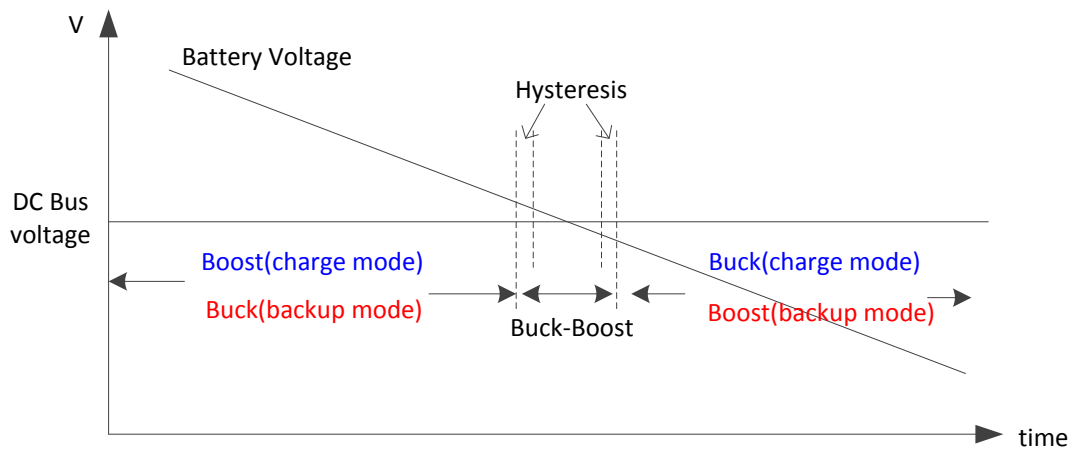 V
Battery Voltage
Hysteresis
DC Bus
voltage
Boost(charge mode)
Buck(charge mode)
Buck(backup mode)
Boost(backup mode)
Buck-Boost
time